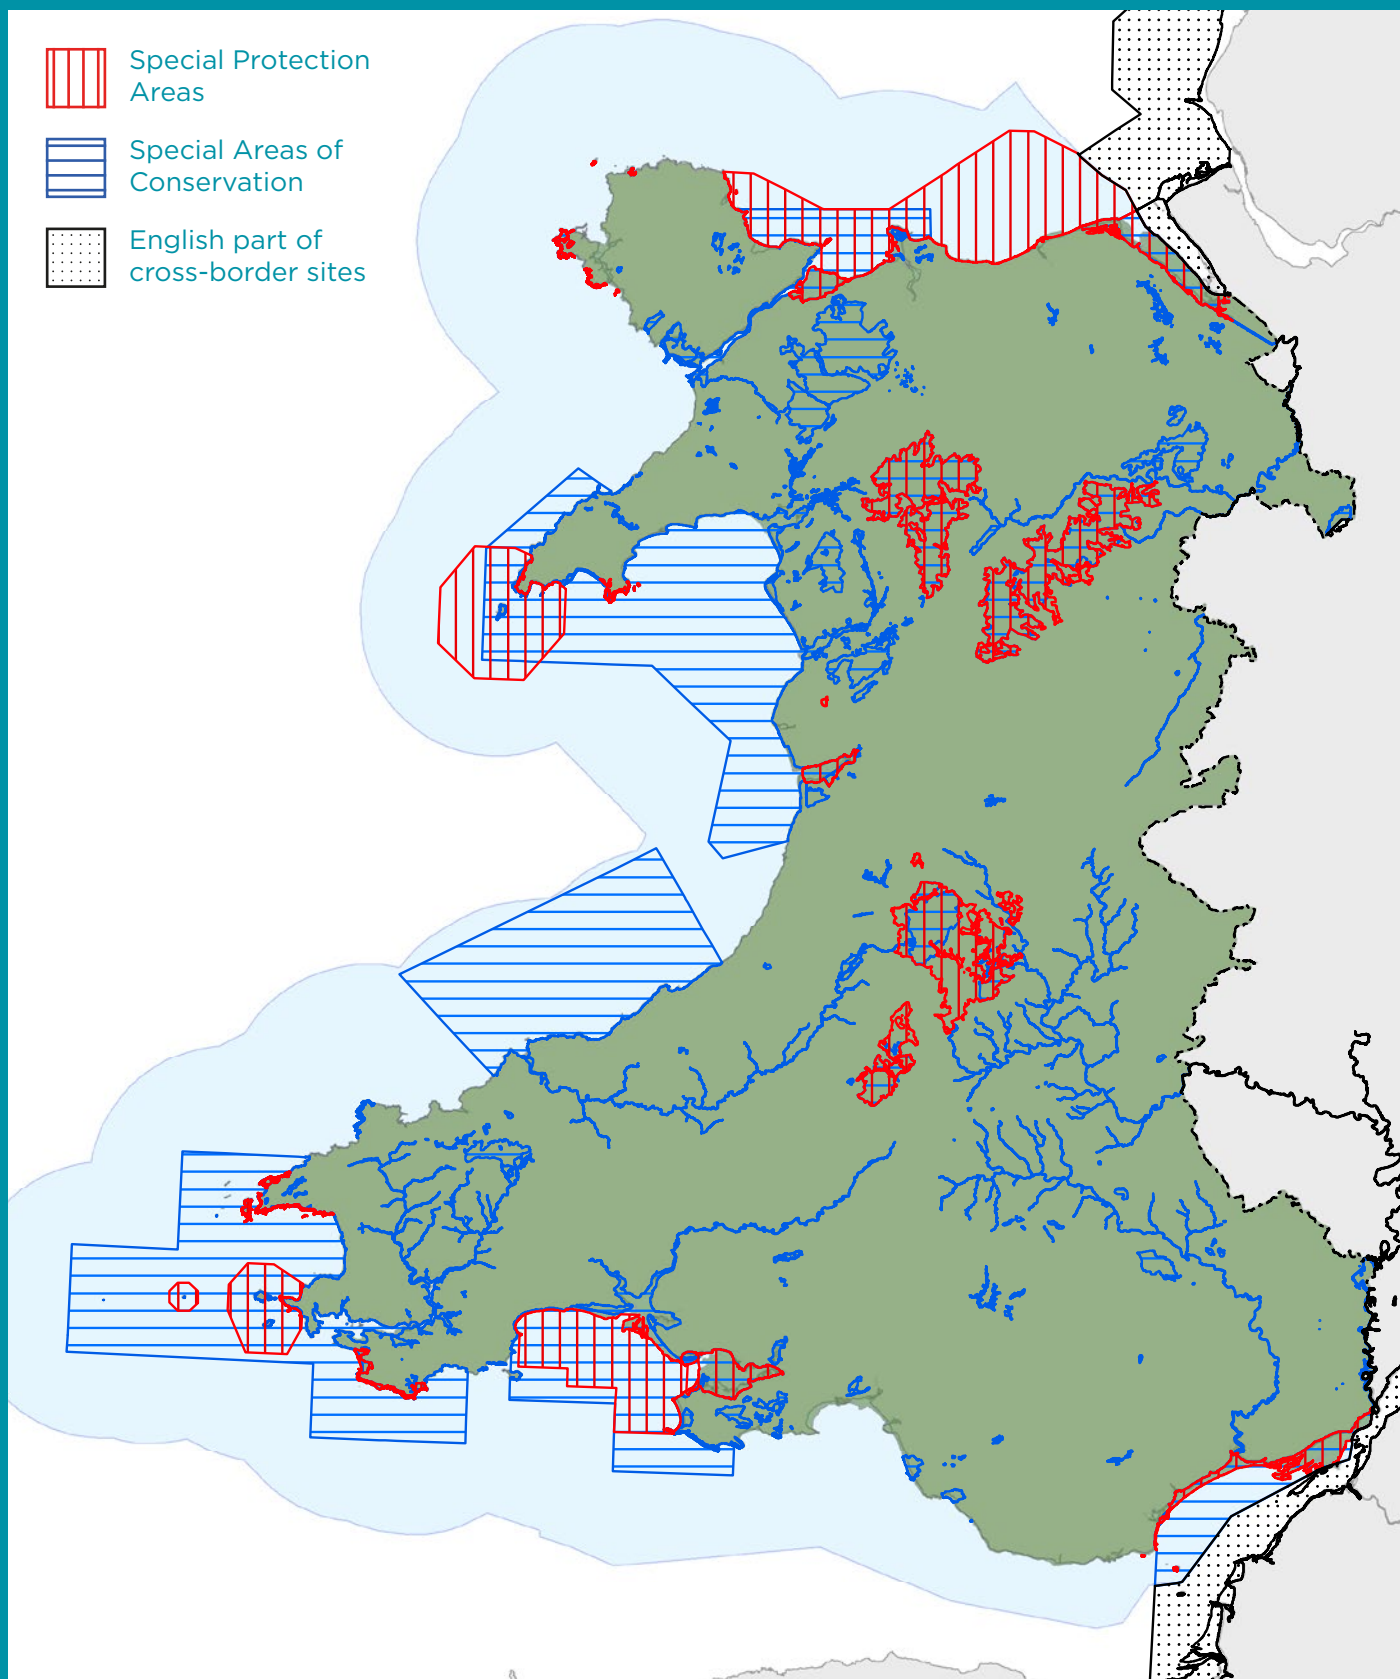 Special Protection
Areas
Special Areas of
Conservation
English part of
cross-border sites